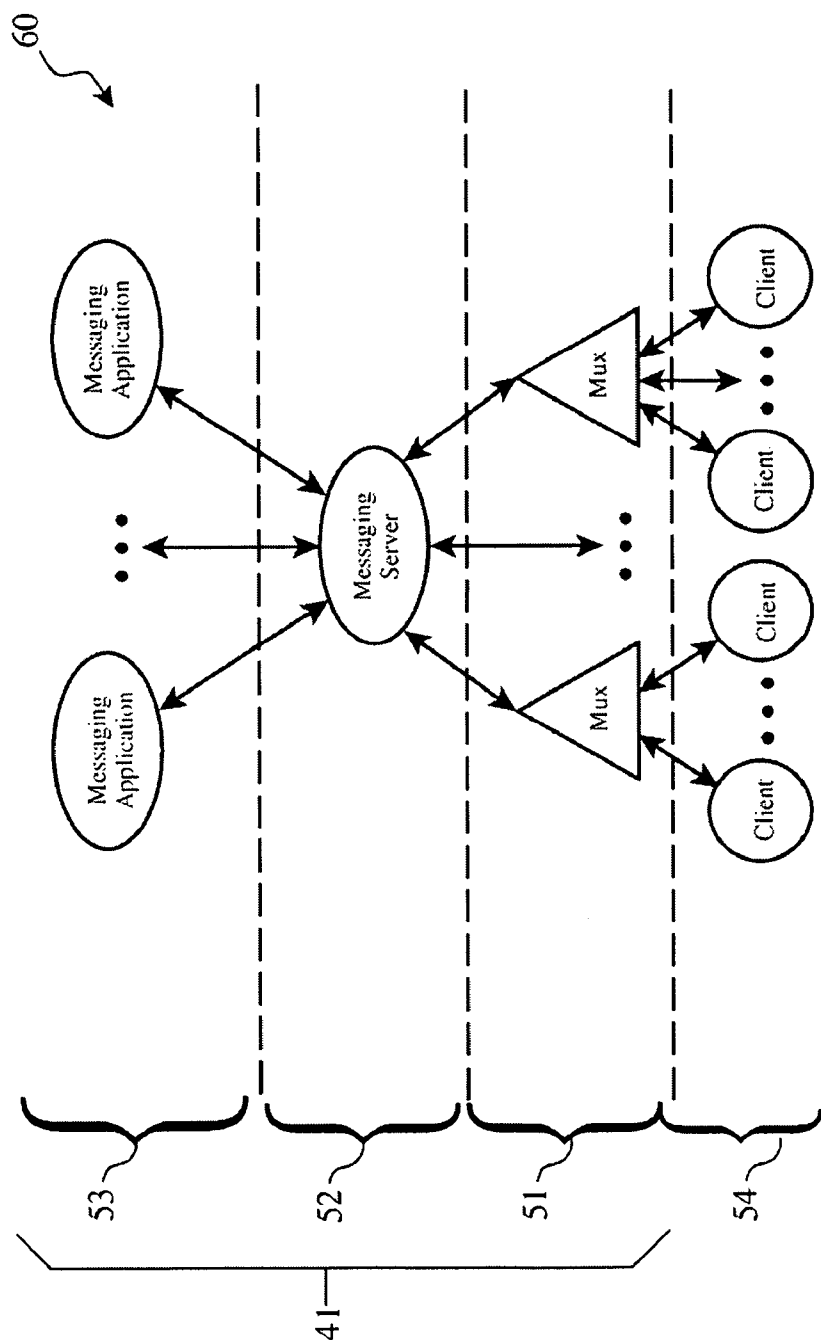 60
53
Messaging
Application
Messaging
Application
41
52
Messaging
Server
51
Mux
Mux
54
Client
Client
Client
Client